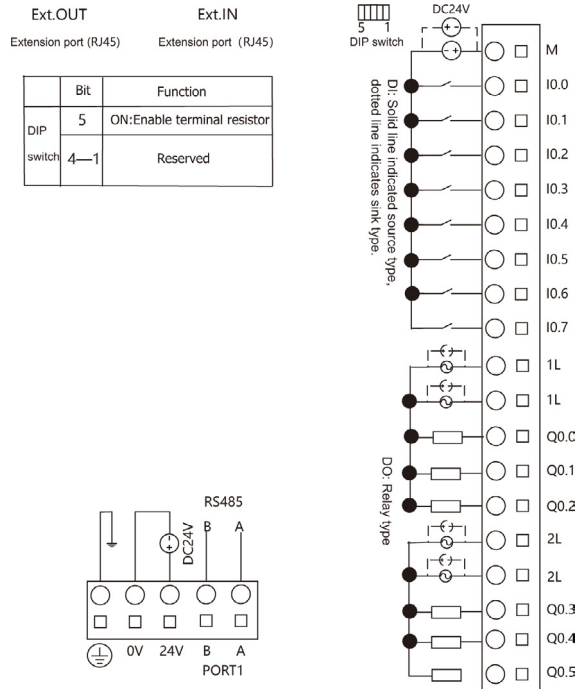 Ext.OUT
Ext.IN
Extension port (RJ45)
Extension port (RJ45)
Bit
Function
DIP switch
5
ON:Enable terminal resistor
4—1
Reserved
5 1
DIP switch
DC24V
M
DI: Solid line indicated source type,
dotted line indicates sink type.
I0.0
I0.1
I0.2
I0.3
I0.4
I0.5
I0.6
I0.7
1L
1L
Q0.0
Q0.1
Q0.2
DO: Relay type
2L
2L
Q0.3
Q0.4
Q0.5
RS485
DC24V
B A
0V 24V B A
PORT1